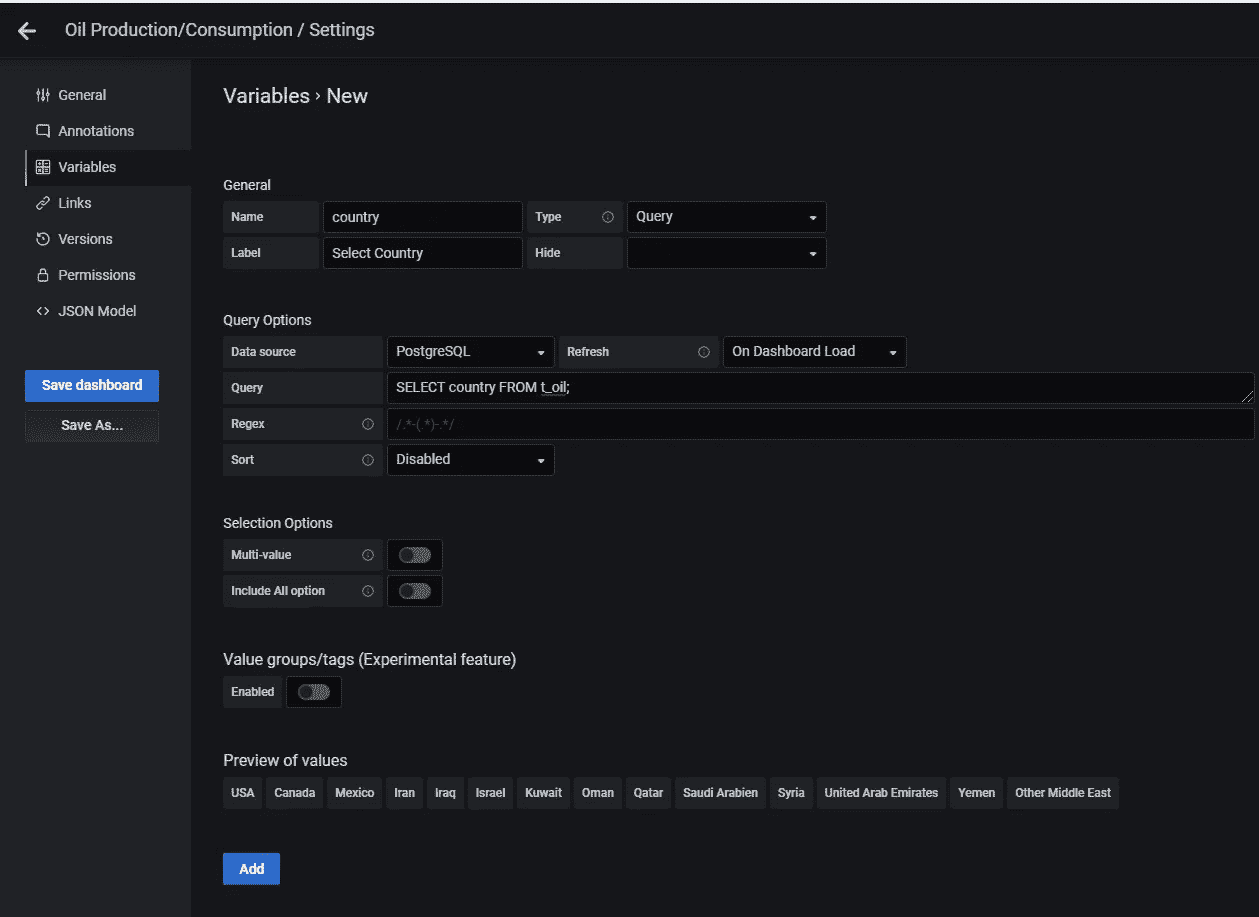 Oil Production/Consumption / Settings
General
Annotations
Variables
Links
Versions
Permissions
JSON Model
Save dashboard
Save As...
Variables › New
General
Name country Type Query
Label Select Country Hide
Query Options
Data source PostgreSQL Refresh On Dashboard Load
Query SELECT country FROM t_oil;
Regex /.*-(.*)-.*/
Sort Disabled
Selection Options
Multi-value
Include All option
Value groups/tags (Experimental feature)
Enabled
Preview of values
USA Canada Mexico Iran Iraq Israel Kuwait Oman Qatar Saudi Arabien Syria United Arab Emirates Yemen Other Middle East
Add